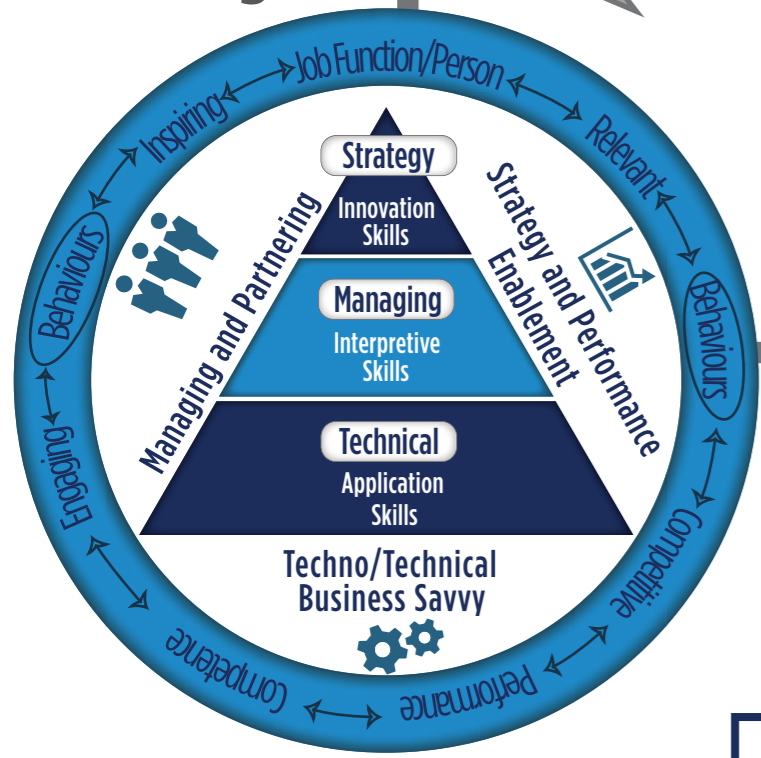 Job Function/Person
Relevant
Behaviours
Competitive
Performance
Competence
Engaging
Behaviours
Inspiring
Strategy
Innovation
Skills
Managing
Interpretive
Skills
Technical
Application
Skills
Managing and Partnering
Strategy and Performance
Enablement
Techno/Technical
Business Savvy